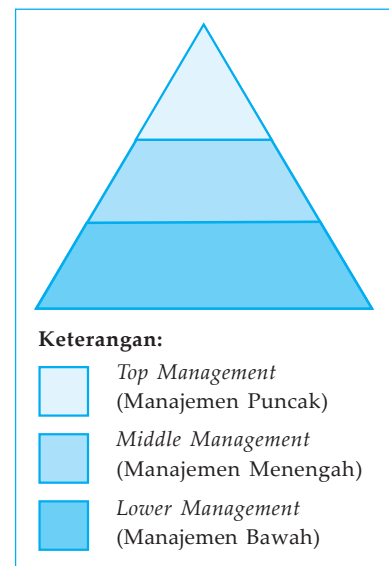 Keterangan:
Top Management
(Manajemen Puncak)
Middle Management
(Manajemen Menengah)
Lower Management
(Manajemen Bawah)